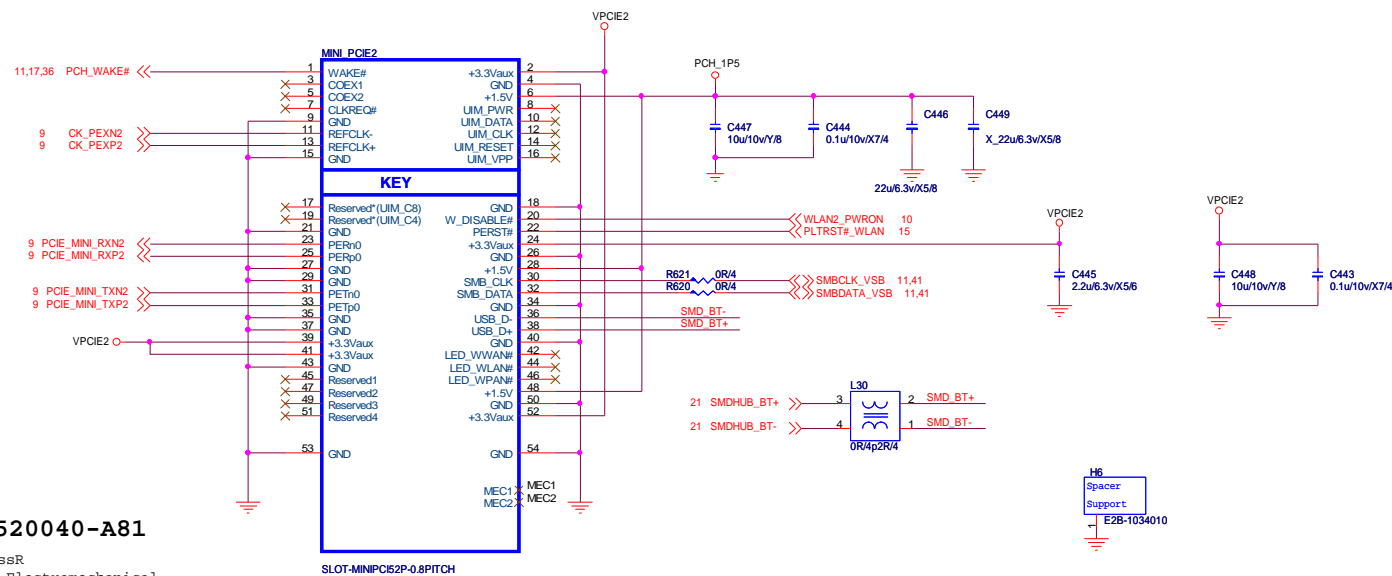 VPCIE2
MINI_PCIE2
11,17,36 PCH_WAKE#
1 WAKE#
3 COEX1
5 COEX2
7 CLKREQ#
9 GND
9 CK_PEXN2
11 REFCLK-
9 CK_PEXP2
13 REFCLK+
15 GND
+3.3Vaux 2
GND 4
+1.5V 6
UIM_PWR 8
UIM_DATA 10
UIM_CLK 12
UIM_RESET 14
UIM_VPP 16
KEY
17 Reserved*(UIM_C8)
19 Reserved*(UIM_C4)
21 GND
9 PCIE_MINI_RXN2
23 PERn0
9 PCIE_MINI_RXP2
25 PERp0
27 GND
29 GND
9 PCIE_MINI_TXN2
31 PETn0
9 PCIE_MINI_TXP2
33 PETp0
35 GND
37 GND
VPCIE2
39 +3.3Vaux
41 +3.3Vaux
43 GND
45 Reserved1
47 Reserved2
49 Reserved3
51 Reserved4
53 GND
GND 18
W_DISABLE# 20
WLAN2_PWRON 10
PERST# 22
PLTRST#_WLAN 15
+3.3Vaux 24
GND 26
+1.5V 28
SMB_CLK 30
R621 0R/4
SMBCLK_VSB 11,41
SMB_DATA 32
R620 0R/4
SMBDATA_VSB 11,41
GND 34
USB_D- 36
SMD_BT-
USB_D+ 38
SMD_BT+
GND 40
LED_WWAN# 42
LED_WLAN# 44
LED_WPAN# 46
+1.5V 48
GND 50
+3.3Vaux 52
GND 54
MEC1 MEC1
MEC2 MEC2
SLOT-MINIPCI52P-0.8PITCH
PCH_1P5
C447
10u/10v/Y/8
C444
0.1u/10v/X7/4
C446
22u/6.3v/X5/8
C449
X_22u/6.3v/X5/8
VPCIE2
C445
2.2u/6.3v/X5/6
VPCIE2
C448
10u/10v/Y/8
C443
0.1u/10v/X7/4
L30
21 SMDHUB_BT+
3
2 SMD_BT+
21 SMDHUB_BT-
4
1 SMD_BT-
0R/4p2R/4
H6
Spacer
Support
1
E2B-1034010
520040-A81
ssR